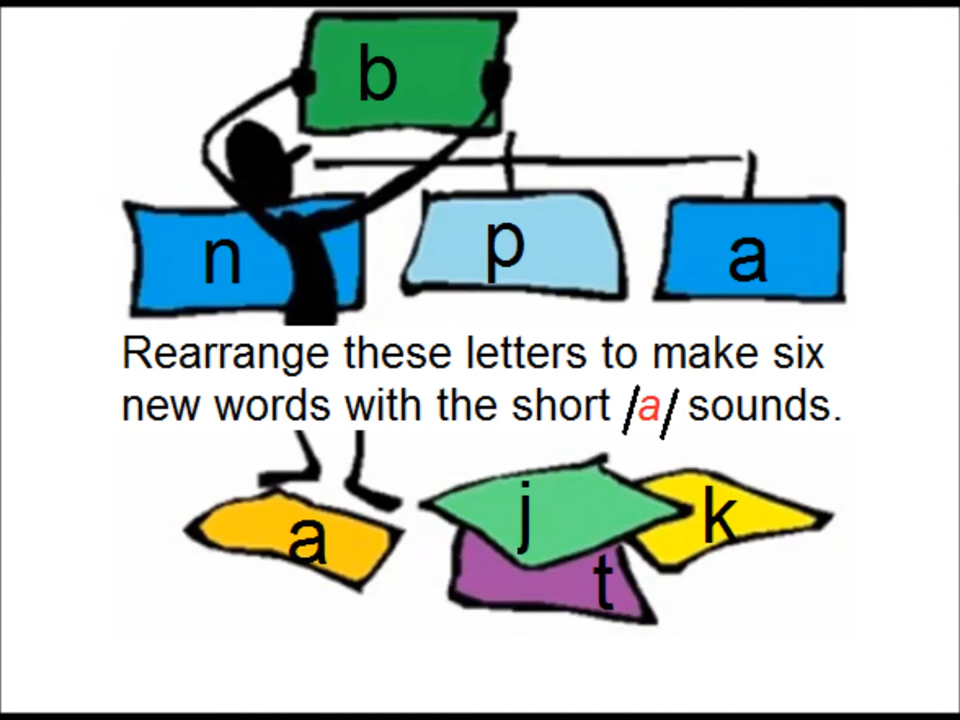 b
n p a
Rearrange these letters to make six
new words with the short /a/ sounds.
a j k
t